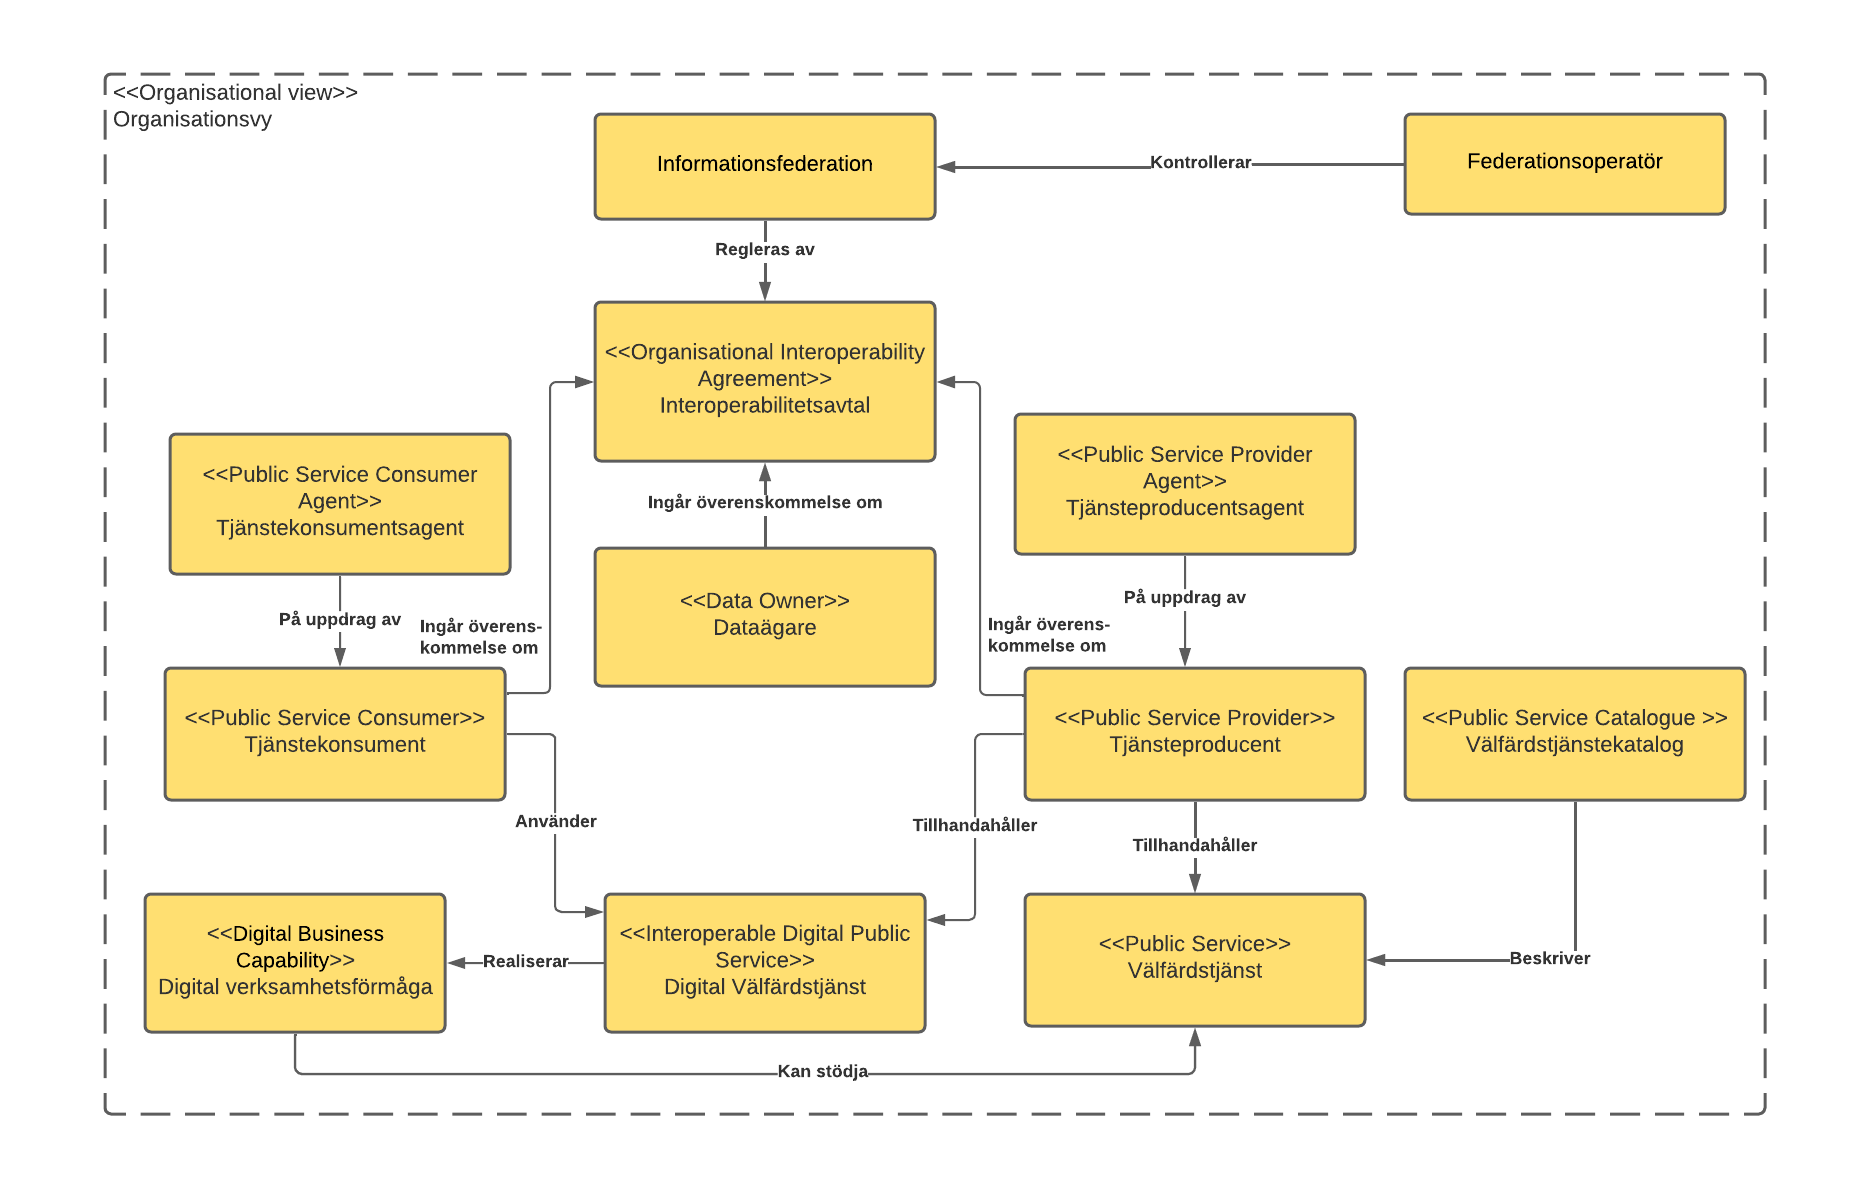 <<Organisational view>>
Organisationsvy
Informationsfederation
Kontrollerar
Federationsoperatör
Regleras av
<<Organisational Interoperability
Agreement>>
Interoperabilitetsavtal
<<Public Service Consumer
Agent>>
Tjänstekonsumentsagent
Ingår överenskommelse om
<<Public Service Provider
Agent>>
Tjänsteproducentsagent
<<Data Owner>>
Dataägare
På uppdrag av
Ingår överens-
kommelse om
På uppdrag av
Ingår överens-
kommelse om
<<Public Service Consumer>>
Tjänstekonsument
<<Public Service Provider>>
Tjänsteproducent
<<Public Service Catalogue >>
Välfärdstjänstekatalog
Använder
Tillhandahåller
Tillhandahåller
<<Digital Business
Capability>>
Digital verksamhetsförmåga
Realiserar
<<Interoperable Digital Public
Service>>
Digital Välfärdstjänst
<<Public Service>>
Välfärdstjänst
Beskriver
Kan stödja